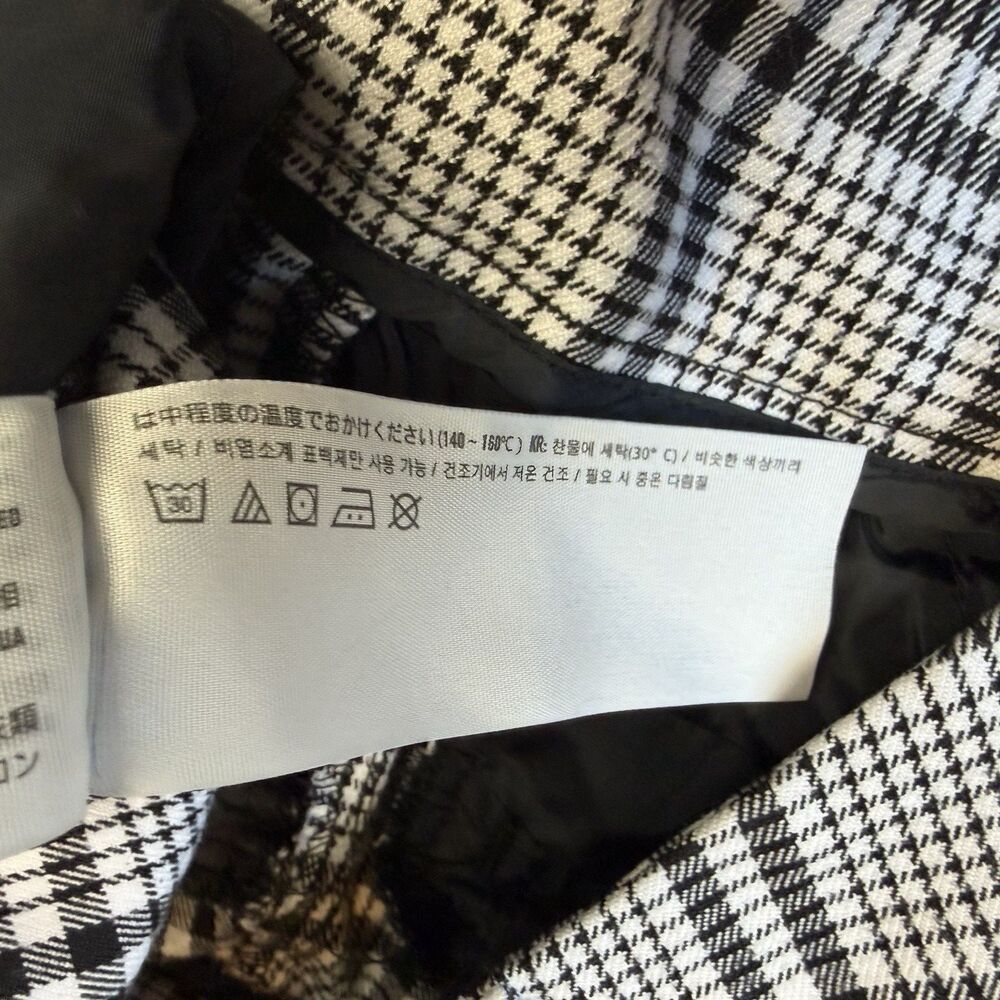 は中程度の温度でおかけください(140～160℃) KR: 찬물에 세탁(30° C) / 비슷한 색상끼리
세탁 / 비염소계 표백제만 사용 가능 / 건조기에서 저온 건조 / 필요 시 중온 다림질
30
ED
UA